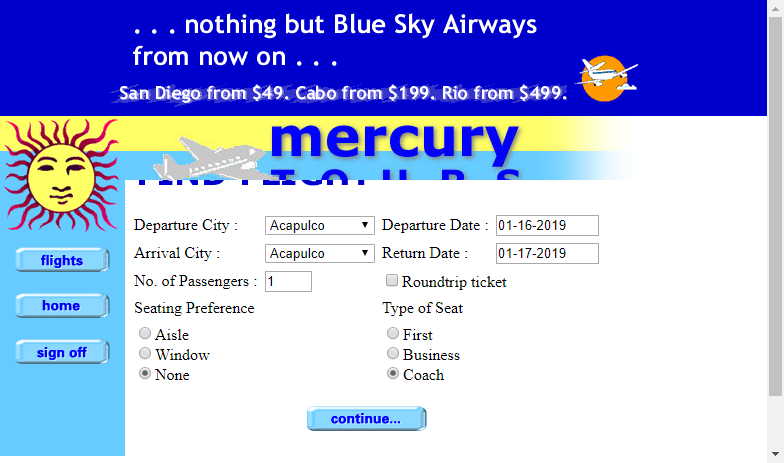 . . . nothing but Blue Sky Airways
from now on . . .
San Diego from $49. Cabo from $199. Rio from $499.
mercury
TOURS
FIND FLIGHT
flights
home
sign off
Departure City : Acapulco Departure Date : 01-16-2019
Arrival City : Acapulco Return Date : 01-17-2019
No. of Passengers : 1 Roundtrip ticket
Seating Preference Type of Seat
Aisle First
Window Business
None Coach
continue...